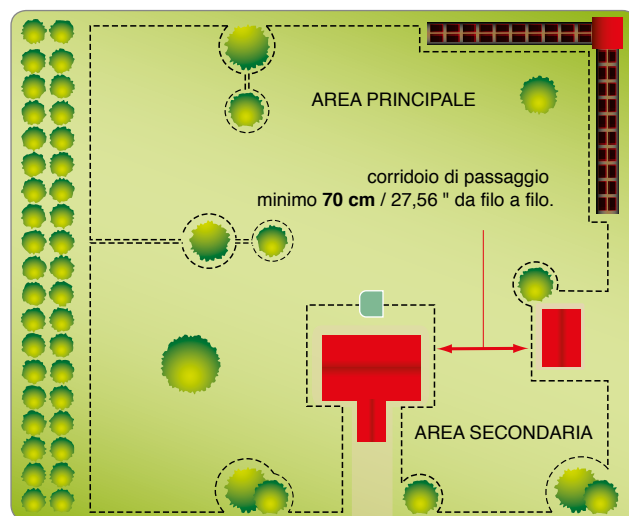 AREA PRINCIPALE
corridoio di passaggio
minimo 70 cm / 27,56 " da filo a filo.
AREA SECONDARIA